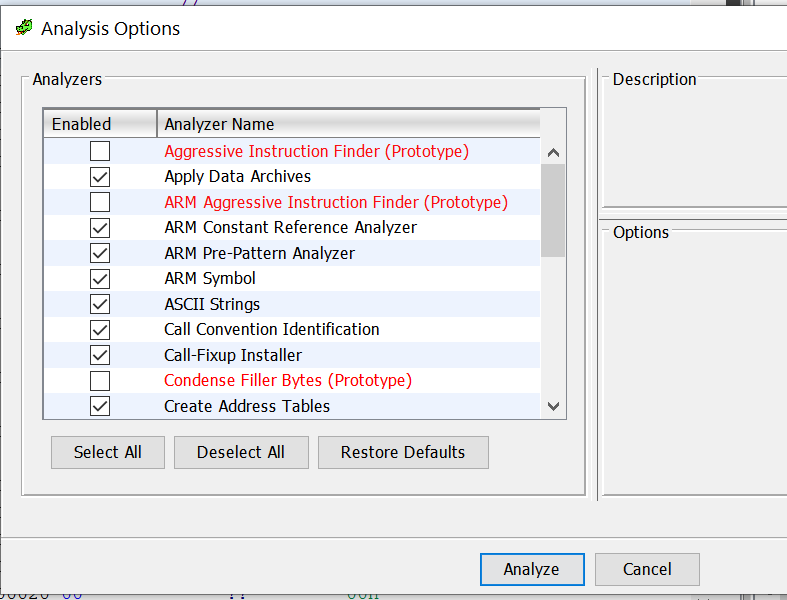 Analysis Options
Analyzers
Enabled Analyzer Name
Aggressive Instruction Finder (Prototype)
Apply Data Archives
ARM Aggressive Instruction Finder (Prototype)
ARM Constant Reference Analyzer
ARM Pre-Pattern Analyzer
ARM Symbol
ASCII Strings
Call Convention Identification
Call-Fixup Installer
Condense Filler Bytes (Prototype)
Create Address Tables
Select All Deselect All Restore Defaults
Description
Options
Analyze Cancel